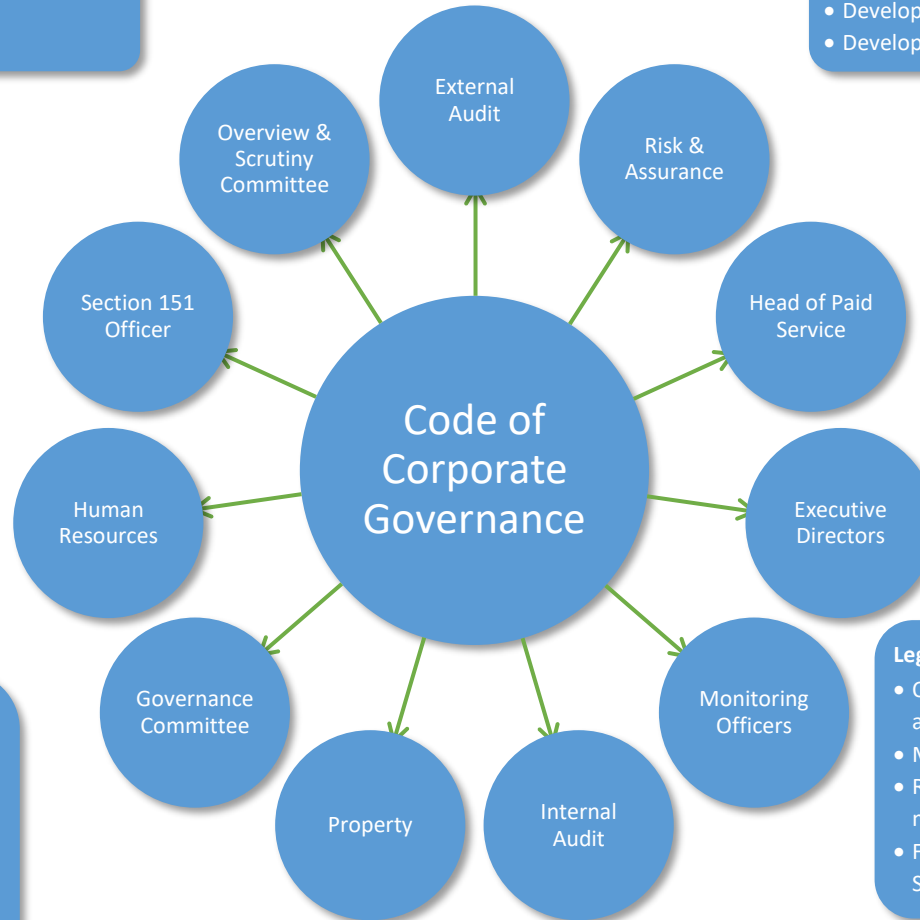 • Develop
• Develop
External
Audit
Overview &
Scrutiny
Committee
Risk &
Assurance
Section 151
Officer
Head of Paid
Service
Code of
Corporate
Governance
Human
Resources
Executive
Directors
Governance
Committee
Monitoring
Officers
Property
Internal
Audit